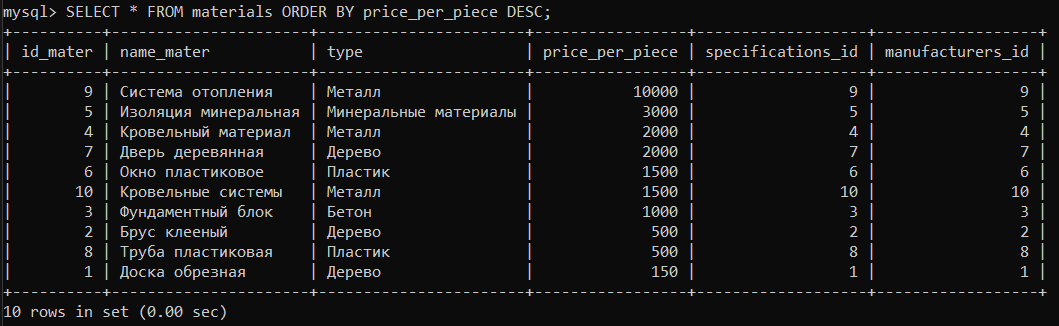 mysql> SELECT * FROM materials ORDER BY price_per_piece DESC;
+----------+----------------------+-----------------------+-----------------+-------------------+------------------+
| id_mater | name_mater           | type                  | price_per_piece | specifications_id | manufacturers_id |
+----------+----------------------+-----------------------+-----------------+-------------------+------------------+
|        9 | Система отопления    | Металл                |           10000 |                 9 |                9 |
|        5 | Изоляция минеральная | Минеральные материалы |            3000 |                 5 |                5 |
|        4 | Кровельный материал  | Металл                |            2000 |                 4 |                4 |
|        7 | Дверь деревянная     | Дерево                |            2000 |                 7 |                7 |
|        6 | Окно пластиковое     | Пластик               |            1500 |                 6 |                6 |
|       10 | Кровельные системы   | Металл                |            1500 |                10 |               10 |
|        3 | Фундаментный блок    | Бетон                 |            1000 |                 3 |                3 |
|        2 | Брус клееный         | Дерево                |             500 |                 2 |                2 |
|        8 | Труба пластиковая    | Пластик               |             500 |                 8 |                8 |
|        1 | Доска обрезная       | Дерево                |             150 |                 1 |                1 |
+----------+----------------------+-----------------------+-----------------+-------------------+------------------+
10 rows in set (0.00 sec)